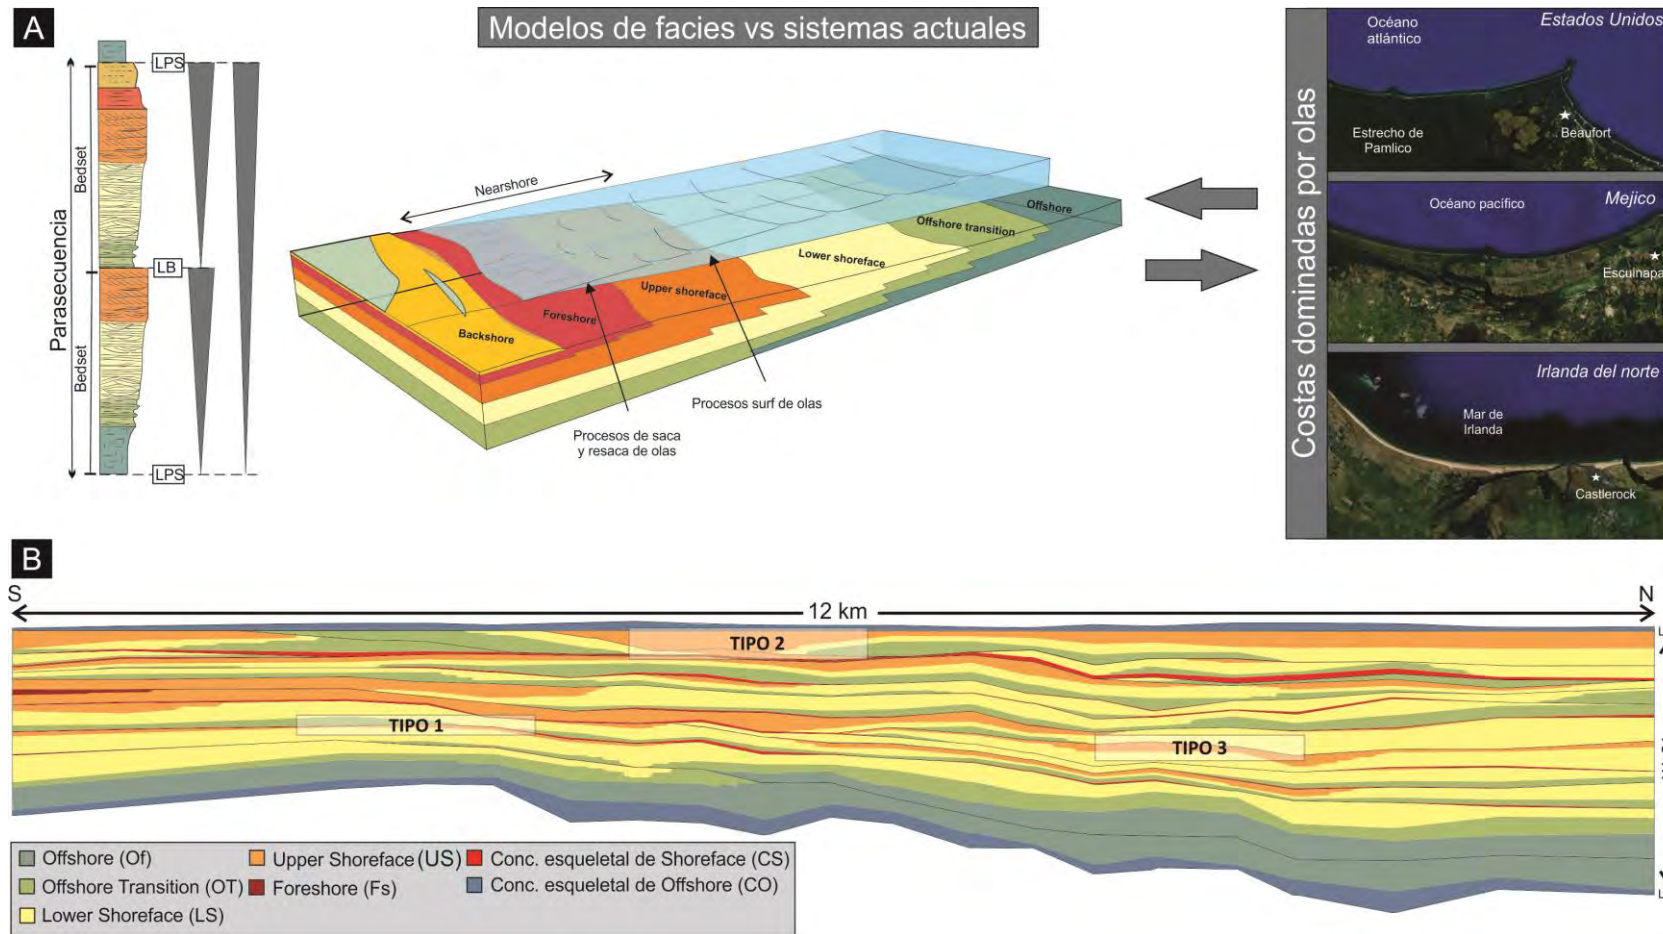 A
Modelos de facies vs sistemas actuales
LPS
Bedset
LB
Parasecuencia
Bedset
LPS
Nearshore
Offshore
Offshore transition
Lower shoreface
Upper shoreface
Foreshore
Backshore
Procesos surf de olas
Procesos de saca
y resaca de olas
Costas dominadas por olas
Océano
atlántico
Estados Unidos
Estrecho de
Pamlico
Beaufort
Océano pacífico
Mejico
Escuinapa
Irlanda del norte
Mar de
Irlanda
Castlerock
B
S
N
12 km
TIPO 2
TIPO 1
TIPO 3
Offshore (Of)
Upper Shoreface (US)
Conc. esqueletal de Shoreface (CS)
Offshore Transition (OT)
Foreshore (Fs)
Conc. esqueletal de Offshore (CO)
Lower Shoreface (LS)